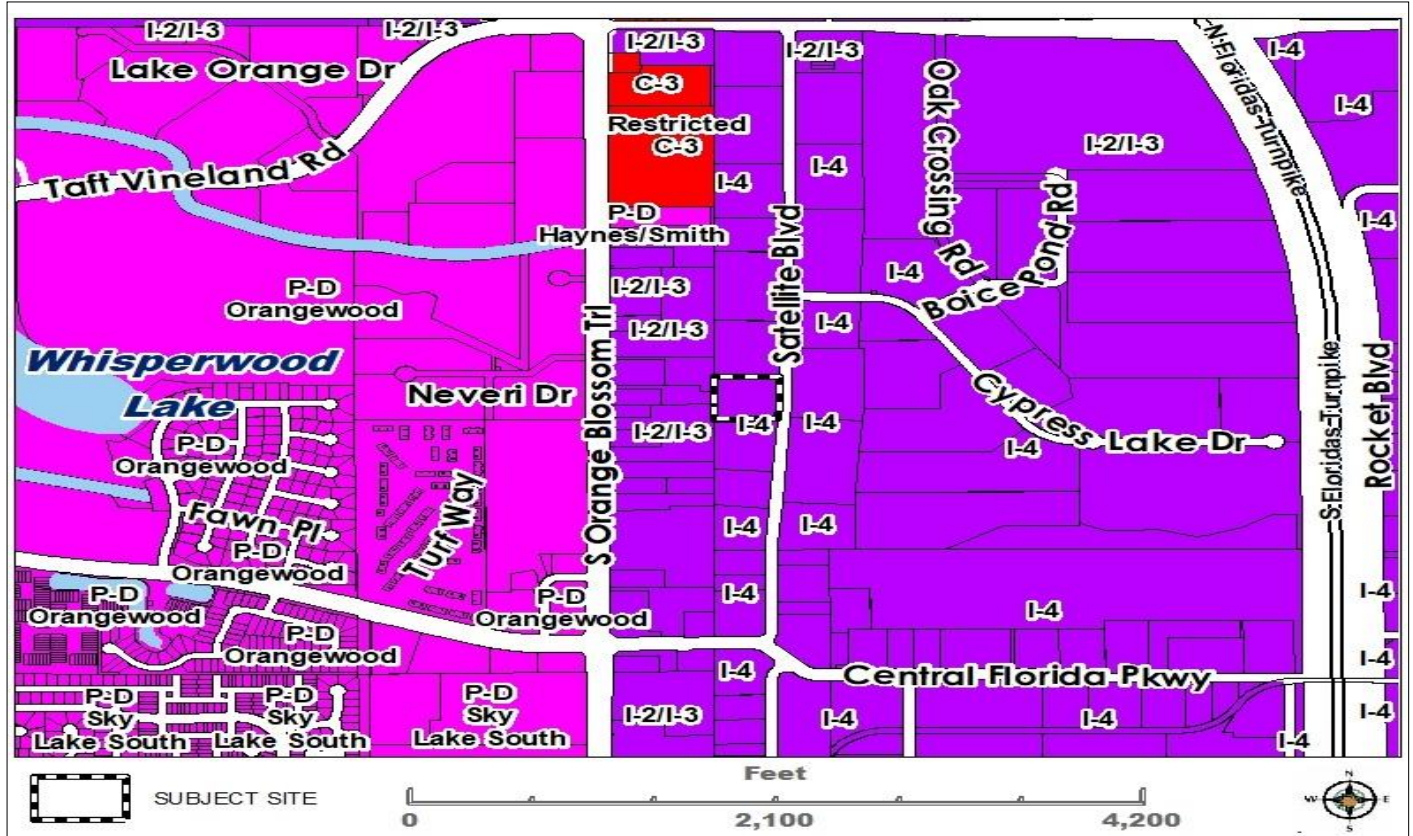 I-2/I-3
I-2/I-3
I-2/I-3
I-2/I-3
I-4
N Floridas Turnpike
Lake Orange Dr
C-3
Oak Crossing Rd
I-4
Restricted
C-3
I-2/I-3
Taft Vineland Rd
I-4
I-4
P-D
Haynes/Smith
Satellite Blvd
Boice Pond Rd
I-4
I-4
P-D
Orangewood
I-2/I-3
I-2/I-3
I-4
S Orange Blossom Trl
Whisperwood
Lake
Neveri Dr
Cypress Lake Dr
S Floridas Turnpike
Rocket Blvd
I-2/I-3
I-4
I-4
I-4
P-D
Orangewood
Turf Way
Fawn Pl
I-4
I-4
P-D
Orangewood
P-D
Orangewood
P-D
Orangewood
I-4
I-4
I-4
P-D
Orangewood
I-4
I-4
Central Florida Pkwy
P-D
Sky
Lake South
P-D
Sky
Lake South
P-D
Sky
Lake South
I-2/I-3
I-4
I-4
I-4
I-4
SUBJECT SITE
Feet
0
2,100
4,200
N
W
E
S